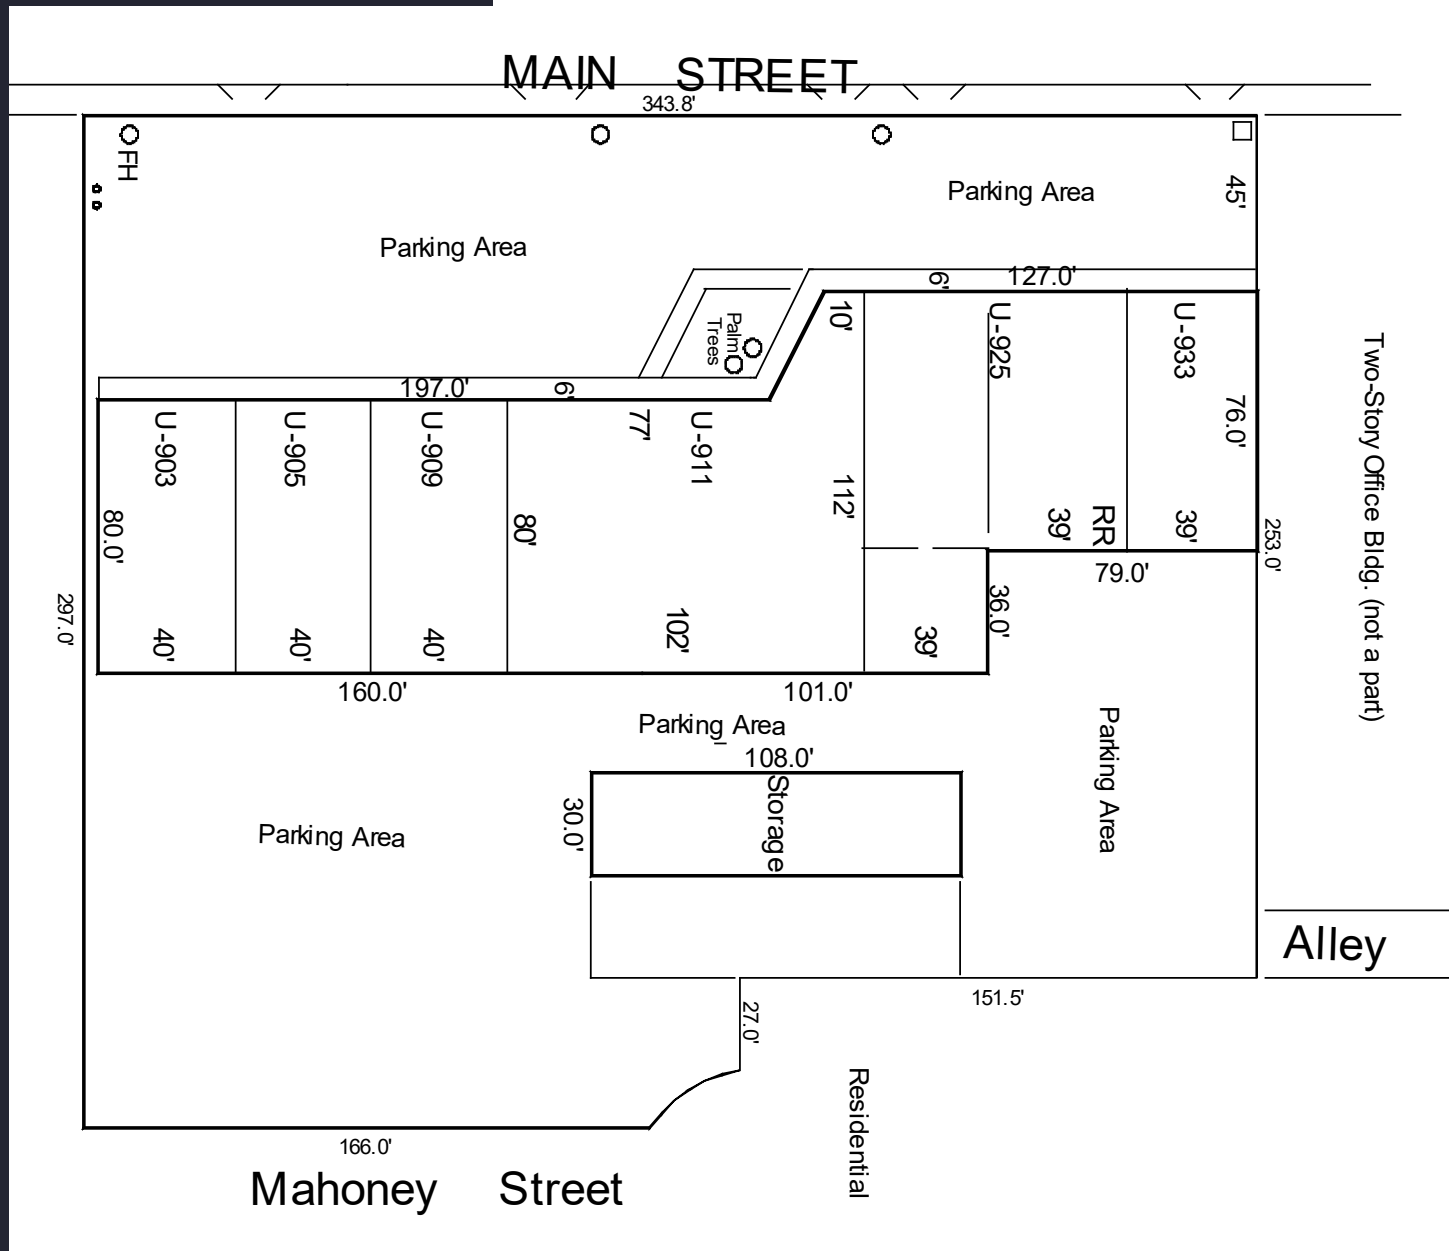 MAIN STREET
343.8'
FH
45'
Parking Area
Parking Area
6'
127.0'
Palm
Trees
10'
U-925
U-933
76.0'
197.0'
6'
77'
U-903
U-905
U-909
U-911
112'
80.0'
80'
39'
RR
39'
253.0'
Two-Story Office Bldg. (not a part)
79.0'
36.0'
297.0'
40'
40'
40'
102'
39'
160.0'
101.0'
Parking Area
108.0'
Storage
30.0'
Parking Area
Parking Area
Alley
151.5'
27.0'
Residential
166.0'
Mahoney Street